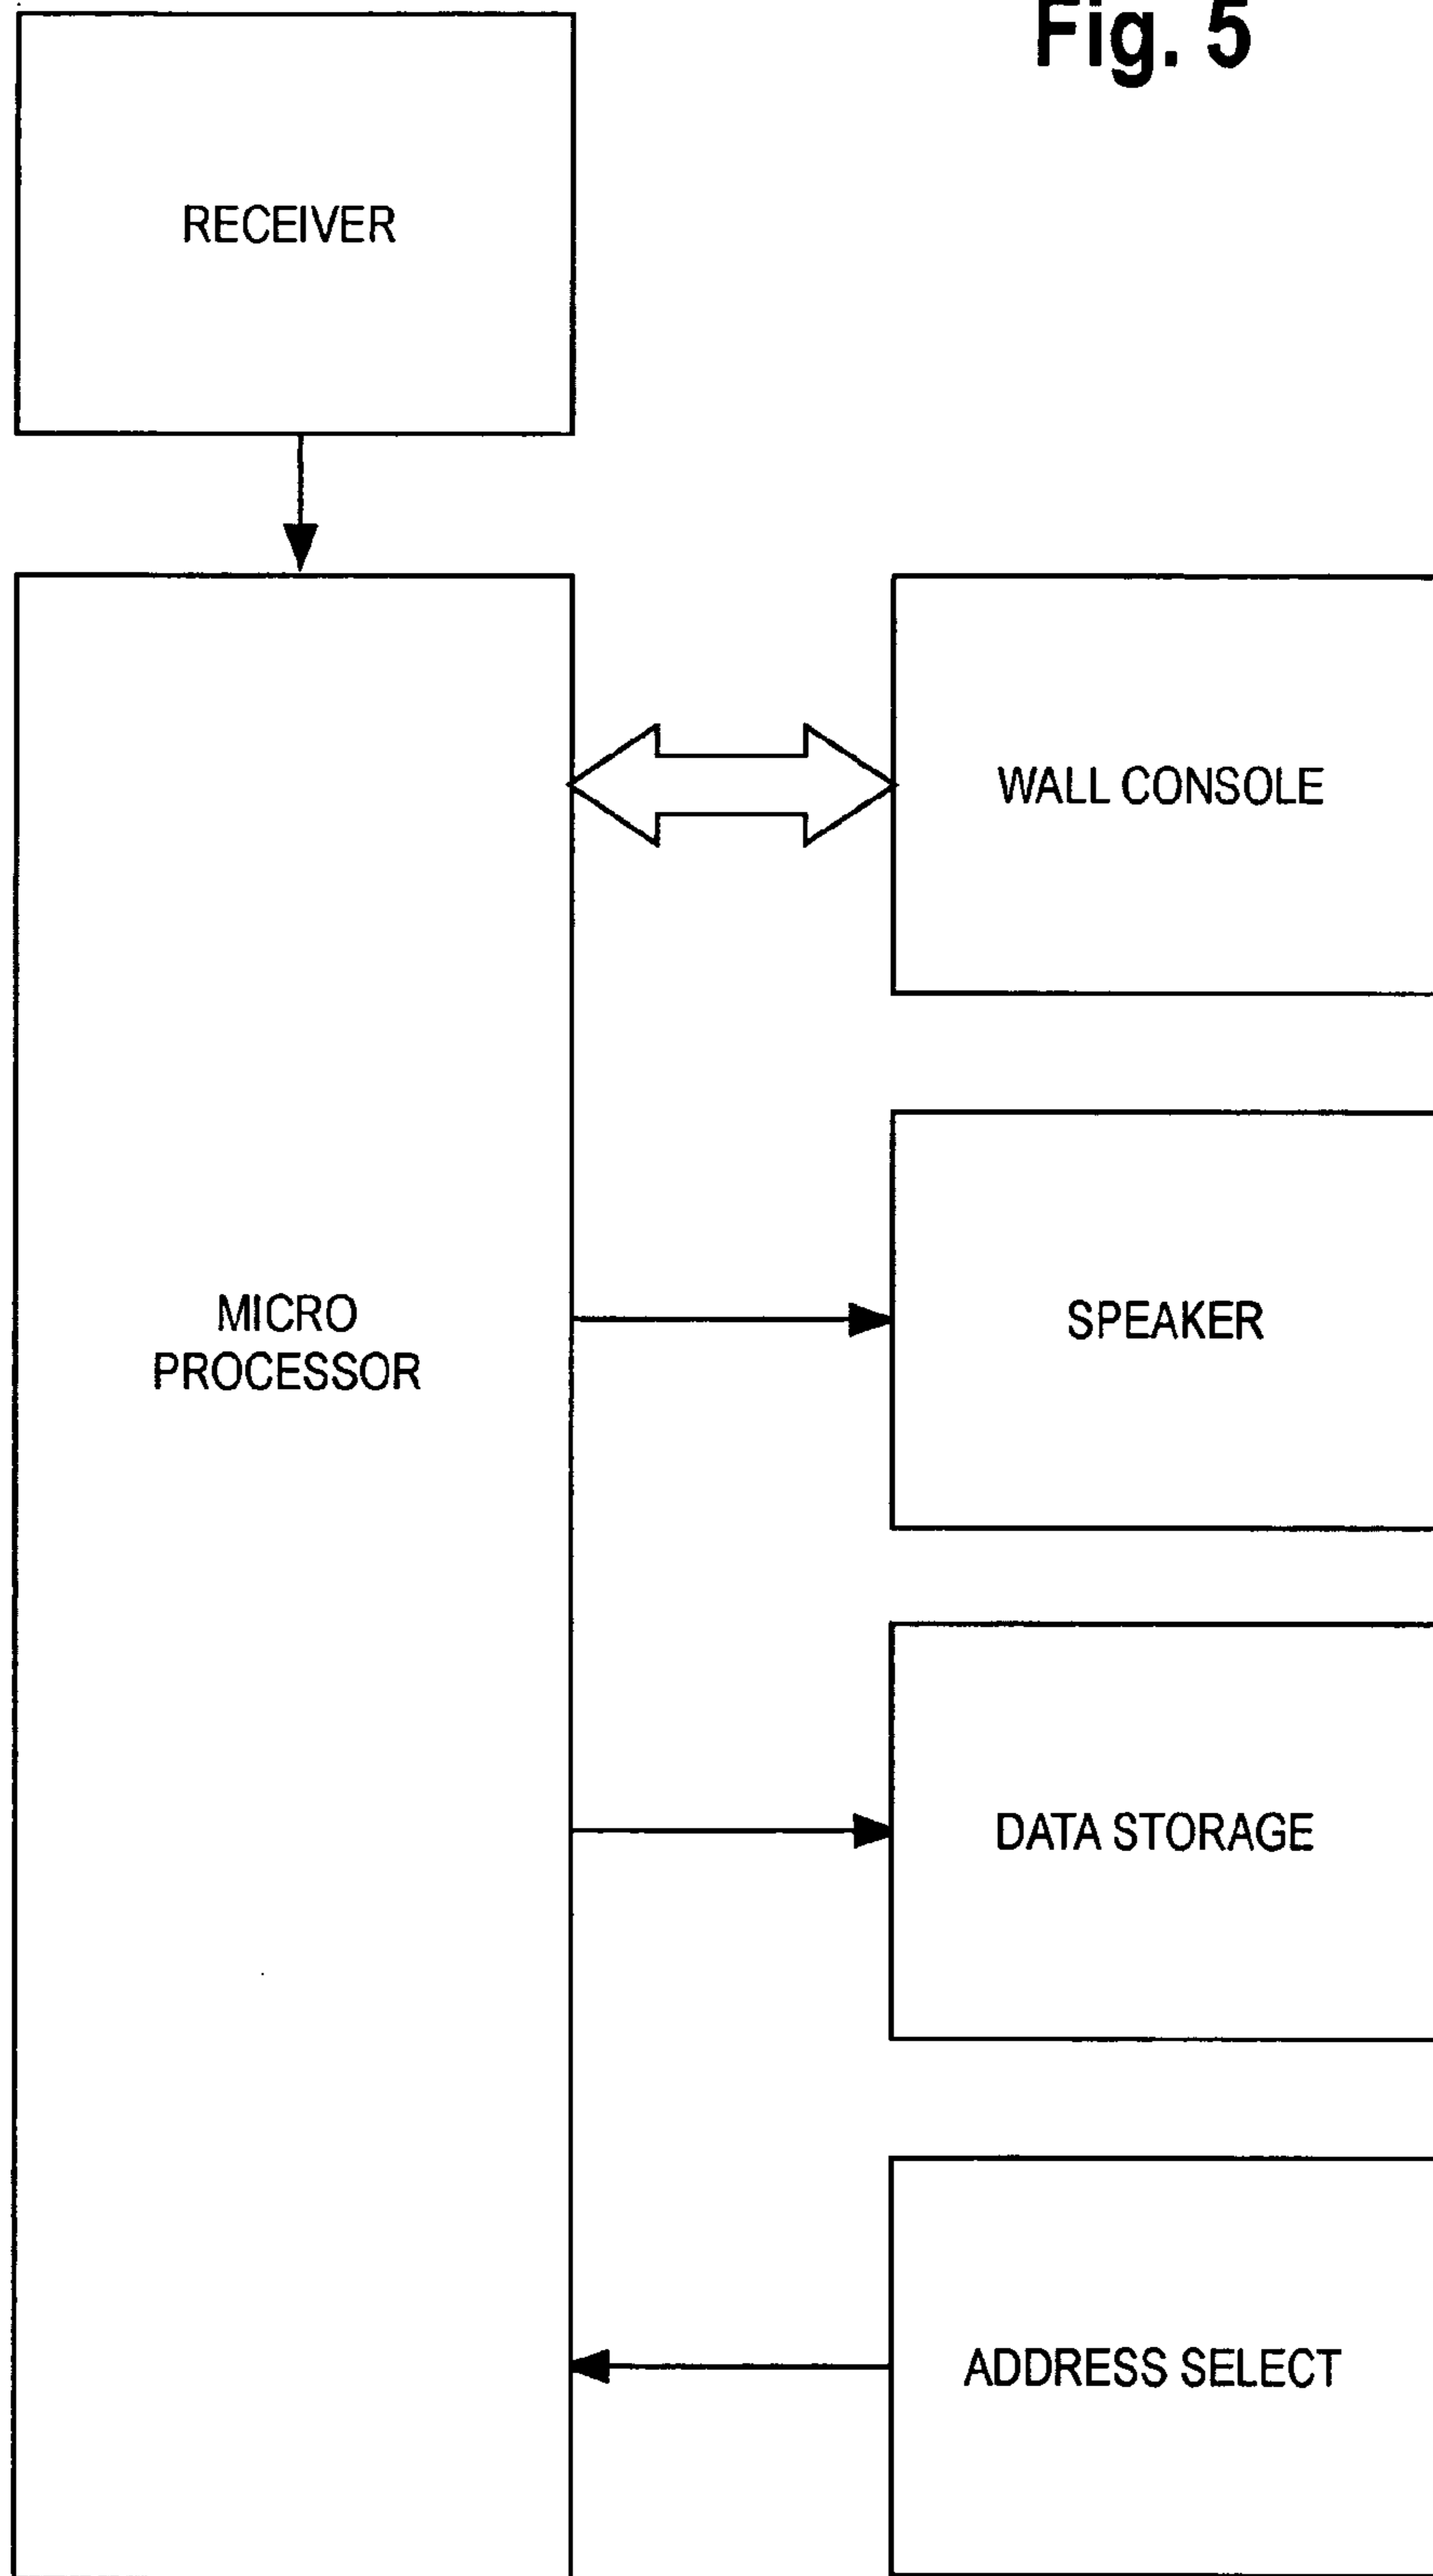 Fig. 5
RECEIVER
WALL CONSOLE
MICRO
PROCESSOR
SPEAKER
DATA STORAGE
ADDRESS SELECT